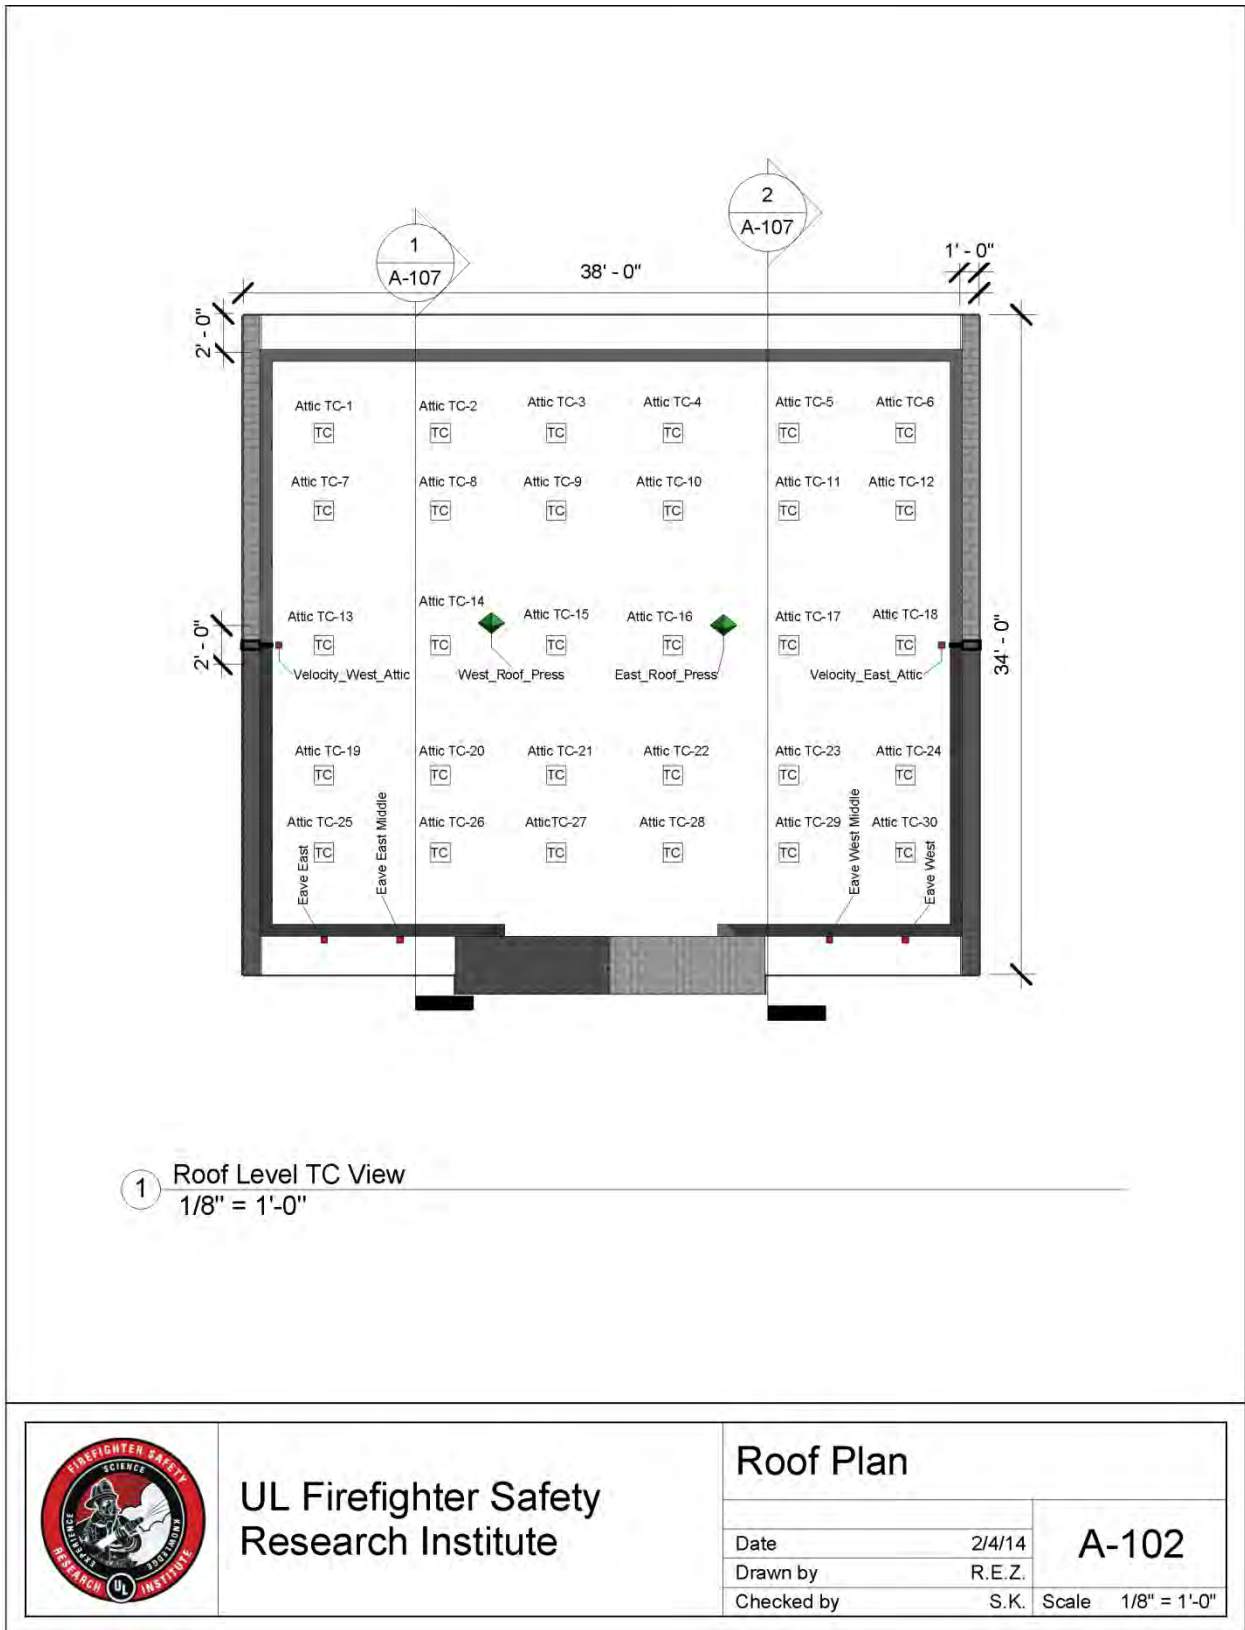 2
A-107
1
A-107
38' - 0"
1' - 0"
2' - 0"
Attic TC-1
Attic TC-2
Attic TC-3
Attic TC-4
Attic TC-5
Attic TC-6
TC
TC
TC
TC
TC
TC
Attic TC-7
Attic TC-8
Attic TC-9
Attic TC-10
Attic TC-11
Attic TC-12
TC
TC
TC
TC
TC
TC
Attic TC-13
Attic TC-14
Attic TC-15
Attic TC-16
Attic TC-17
Attic TC-18
2' - 0"
TC
TC
TC
TC
TC
TC
34' - 0"
Velocity_West_Attic
West_Roof_Press
East_Roof_Press
Velocity_East_Attic
Attic TC-19
Attic TC-20
Attic TC-21
Attic TC-22
Attic TC-23
Attic TC-24
TC
TC
TC
TC
TC
TC
Attic TC-25
Attic TC-26
AtticTC-27
Attic TC-28
Attic TC-29
Attic TC-30
TC
TC
TC
TC
TC
TC
Eave East
Eave East Middle
Eave West Middle
Eave West
1
Roof Level TC View
1/8" = 1'-0"
FIREFIGHTER SAFETY
SCIENCE
EXPERIENCE
KNOWLEDGE
RESEARCH
UL
INSTITUTE
UL Firefighter Safety
Research Institute
Roof Plan
Date 2/4/14
Drawn by R.E.Z.
Checked by S.K.
A-102
Scale 1/8" = 1'-0"